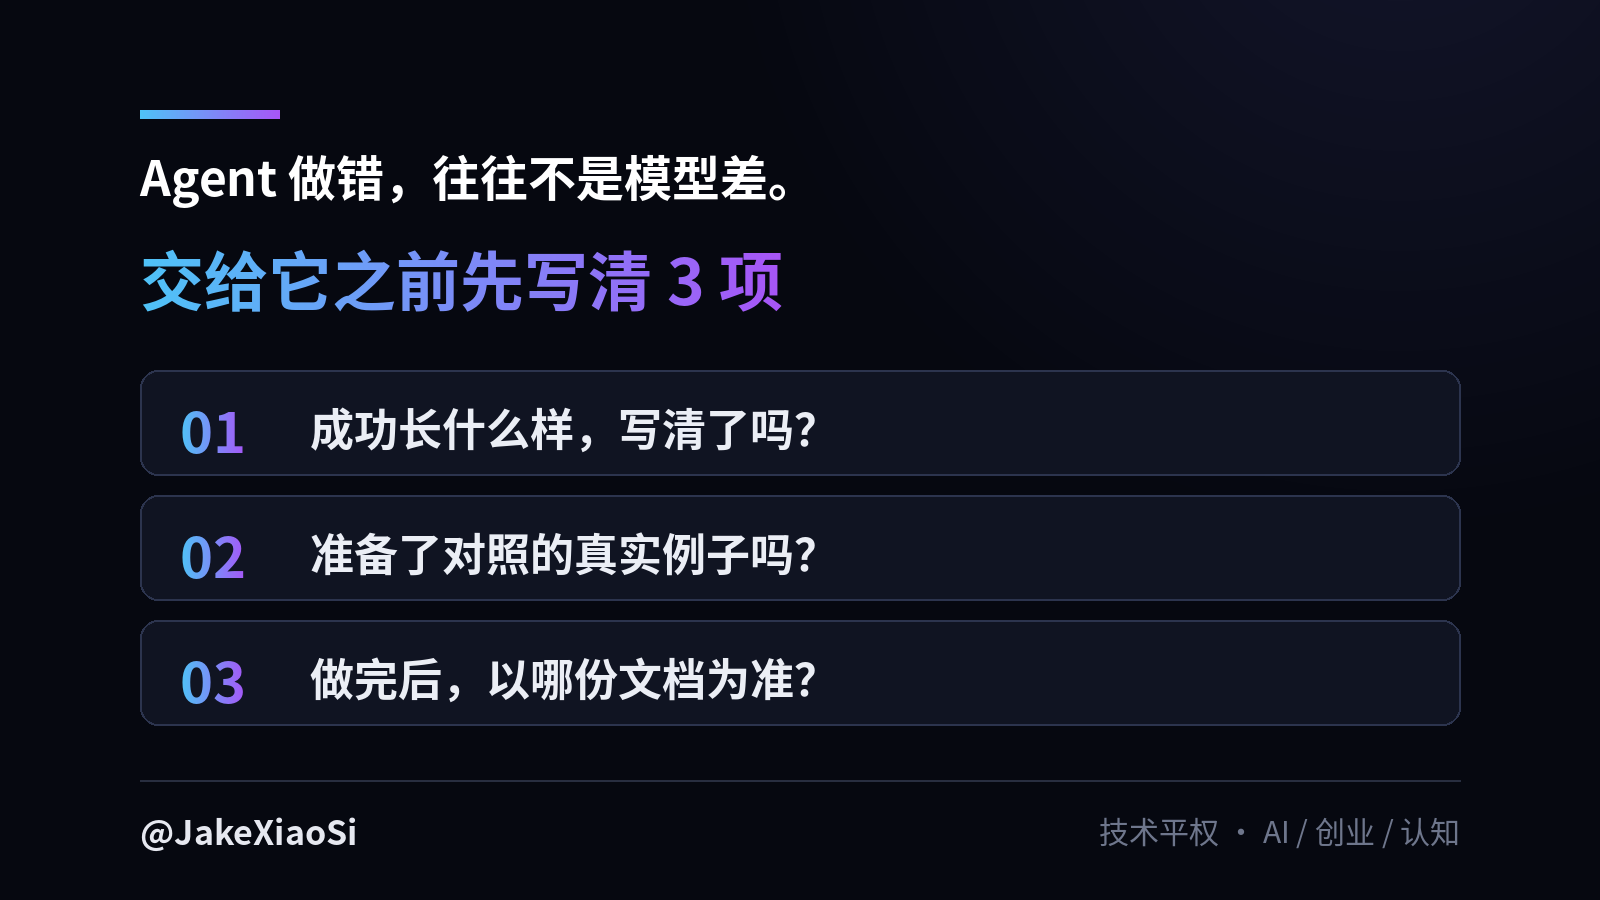 Agent 做错，往往不是模型差。
交给它之前先写清 3 项
01 成功长什么样，写清了吗？
02 准备了对照的真实例子吗？
03 做完后，以哪份文档为准？
@JakeXiaoSi
技术平权 · AI / 创业 / 认知